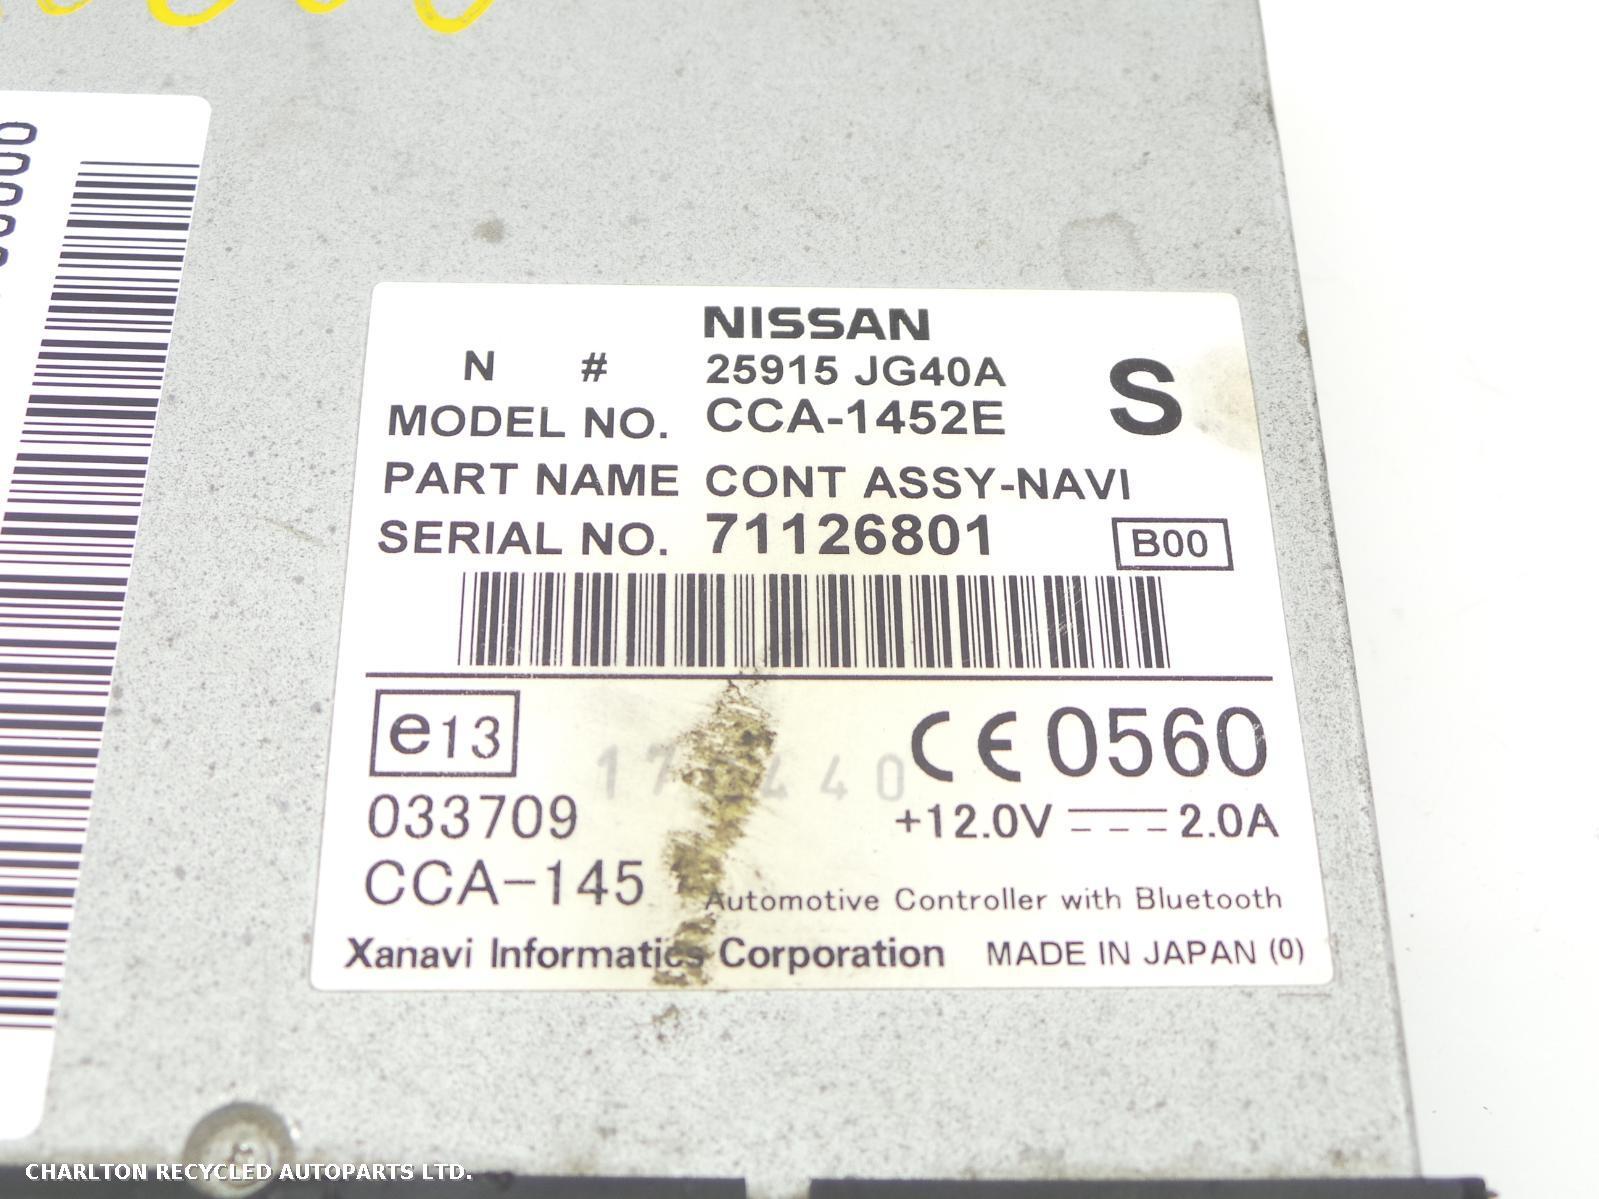 NISSAN
N # 25915 JG40A
S
MODEL NO. CCA-1452E
PART NAME CONT ASSY-NAVI
SERIAL NO. 71126801
B00
e13
CE 0560
033709
+12.0V 2.0A
CCA-145
Automotive Controller with Bluetooth
Xanavi Informatics Corporation MADE IN JAPAN (0)
CHARLTON RECYCLED AUTOPARTS LTD.